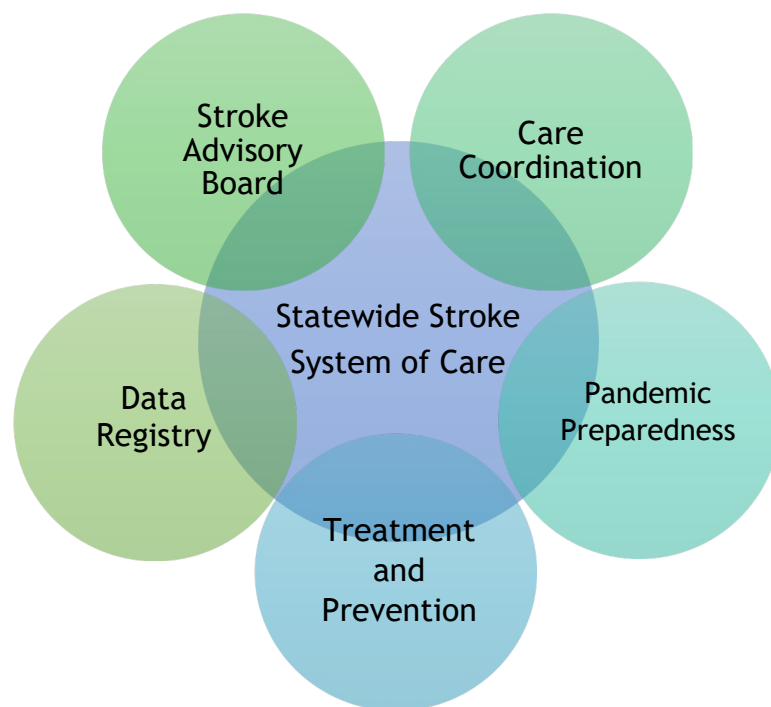 Stroke
Advisory
Board
Care
Coordination
Statewide Stroke
System of Care
Data
Registry
Pandemic
Preparedness
Treatment
and
Prevention